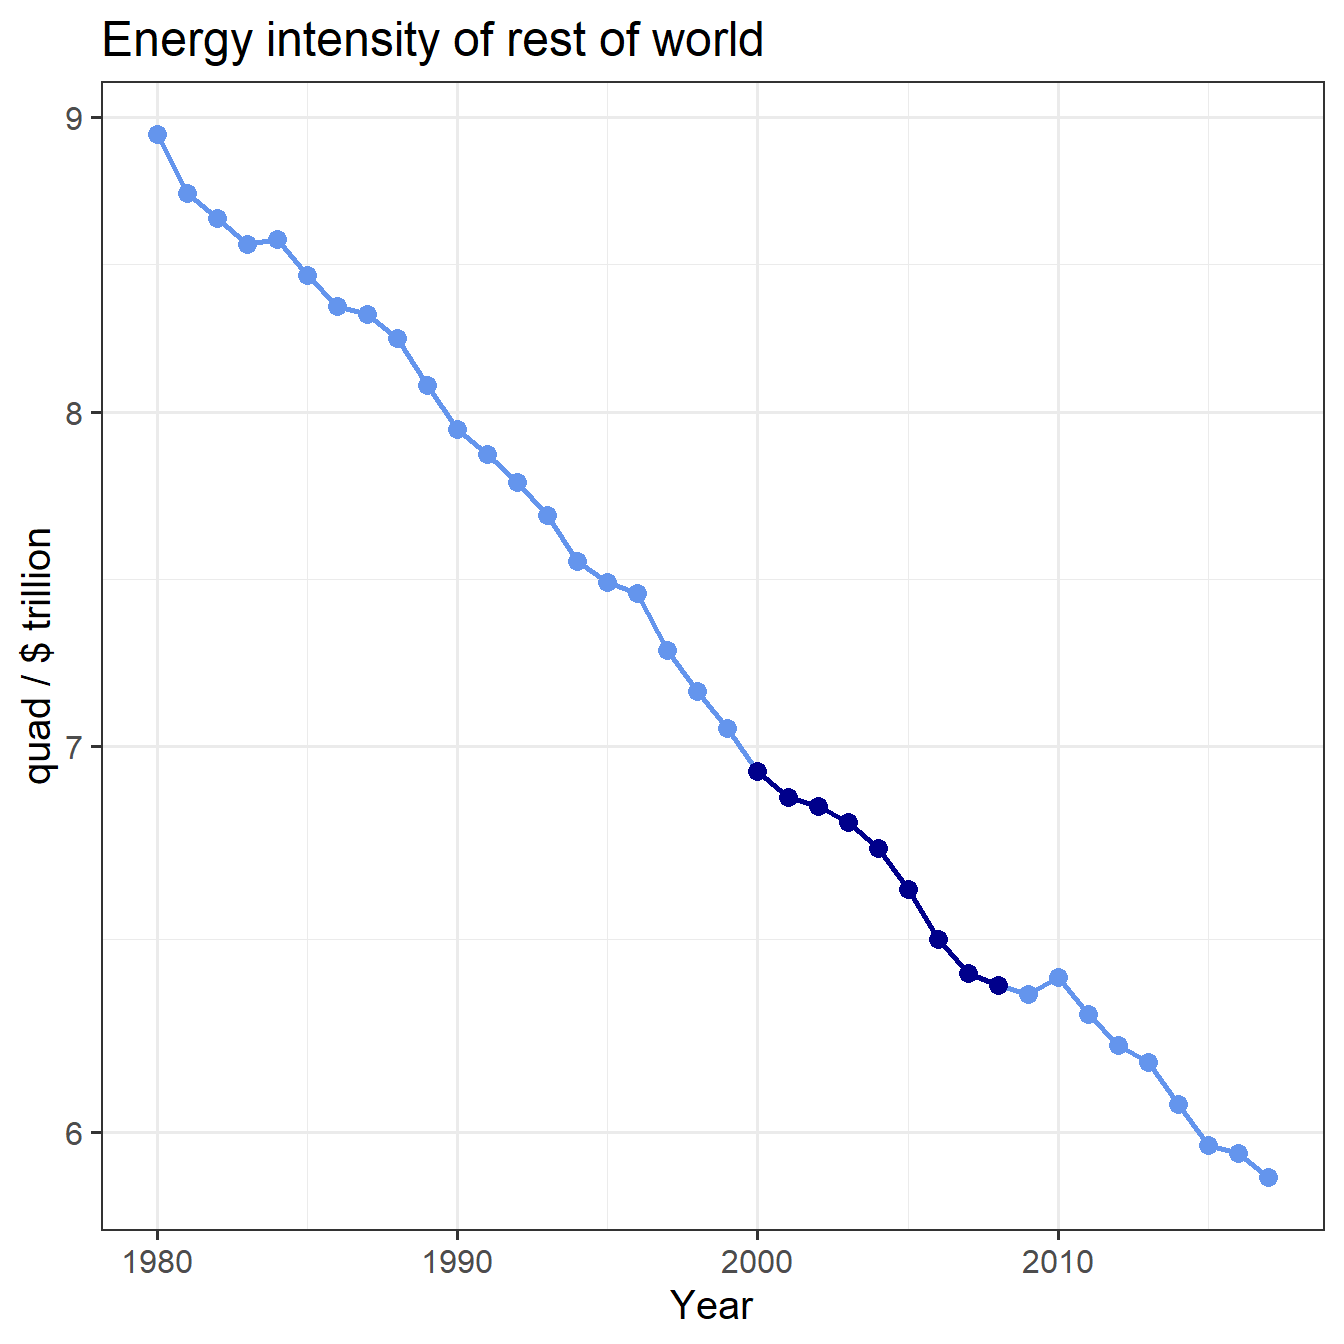 Energy intensity of rest of world
9
8
7
6
quad / $ trillion
1980 1990 2000 2010
Year